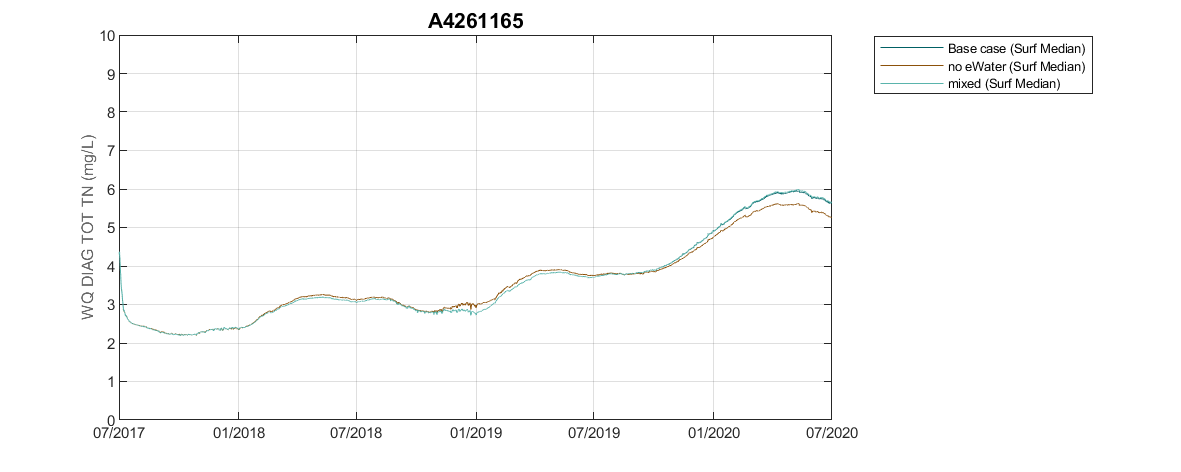 A4261165
10
9
8
7
6
5
4
3
2
1
0
WQ DIAG TOT TN (mg/L)
07/2017 01/2018 07/2018 01/2019 07/2019 01/2020 07/2020
Base case (Surf Median)
no eWater (Surf Median)
mixed (Surf Median)